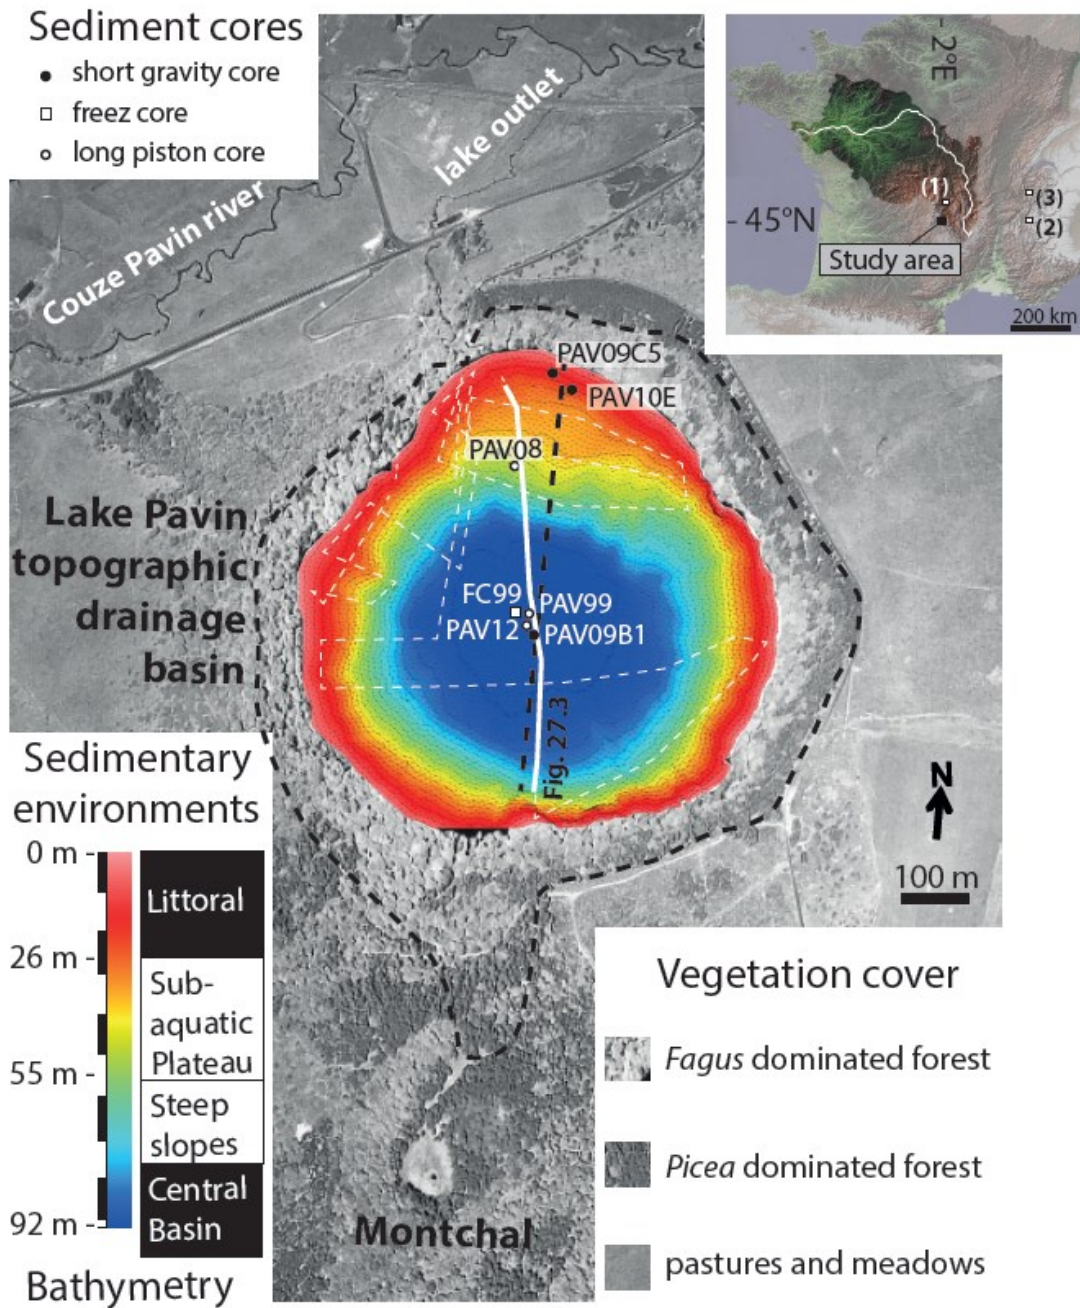 Sediment cores
short gravity core
freez core
long piston core
Couze Pavin river
lake outlet
- 2°E
- 45°N
(1)
(3)
(2)
Study area
200 km
PAV09C5
PAV10E
PAV08
Lake Pavin
topographic
drainage
basin
FC99
PAV99
PAV12
PAV09B1
Fig. 27.3
N
100 m
Sedimentary
environments
0 m -
Littoral
26 m -
Sub-
aquatic
Plateau
55 m -
Steep
slopes
Central
Basin
92 m -
Bathymetry
Montchal
Vegetation cover
Fagus dominated forest
Picea dominated forest
pastures and meadows